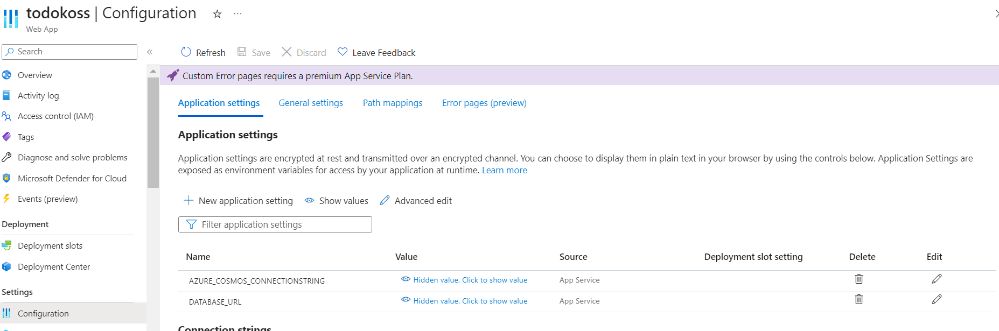 todokoss | Configuration
Web App
Search
Refresh Save Discard Leave Feedback
Custom Error pages requires a premium App Service Plan.
Overview
Activity log
Access control (IAM)
Tags
Diagnose and solve problems
Microsoft Defender for Cloud
Events (preview)
Deployment
Deployment slots
Deployment Center
Settings
Configuration
Application settings General settings Path mappings Error pages (preview)
Application settings
Application settings are encrypted at rest and transmitted over an encrypted channel. You can choose to display them in plain text in your browser by using the controls below. Application Settings are
exposed as environment variables for access by your application at runtime. Learn more
New application setting Show values Advanced edit
Filter application settings
Name Value Source Deployment slot setting Delete Edit
AZURE_COSMOS_CONNECTIONSTRING Hidden value. Click to show value App Service
DATABASE_URL Hidden value. Click to show value App Service
Connection strings